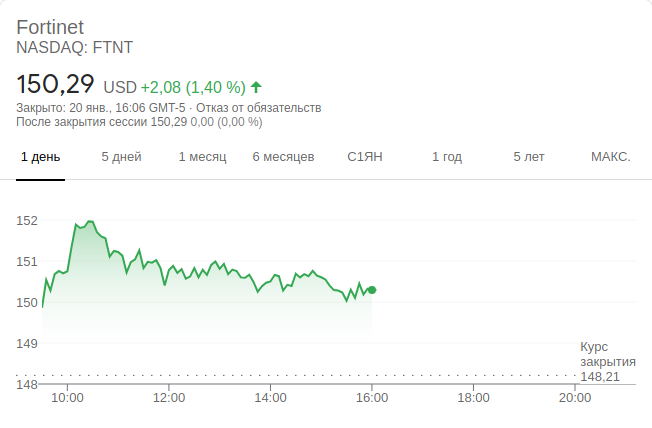 Fortinet
NASDAQ: FTNT
150,29 USD +2,08 (1,40 %)
Закрыто: 20 янв., 16:06 GMT-5 · Отказ от обязательств
После закрытия сессии 150,29 0,00 (0,00 %)
1 день 5 дней 1 месяц 6 месяцев С1ЯН 1 год 5 лет МАКС.
152
151
150
149
Курс
закрытия
148,21
148
10:00 12:00 14:00 16:00 18:00 20:00